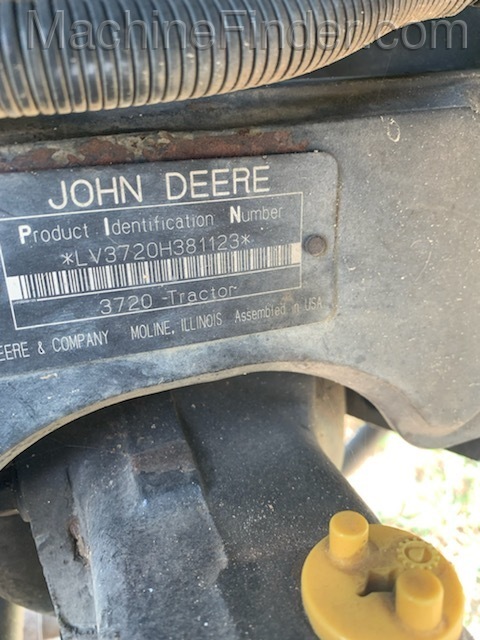 MachineFinder.com
JOHN DEERE
Product Identification Number
*LV3720H381123*
3720 -Tractor
EERE & COMPANY MOLINE, ILLINOIS Assembled in USA